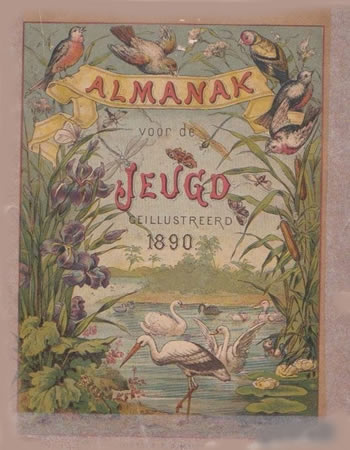 ALMANAK
voor de
JEUGD
GEILLUSTREERD
1890